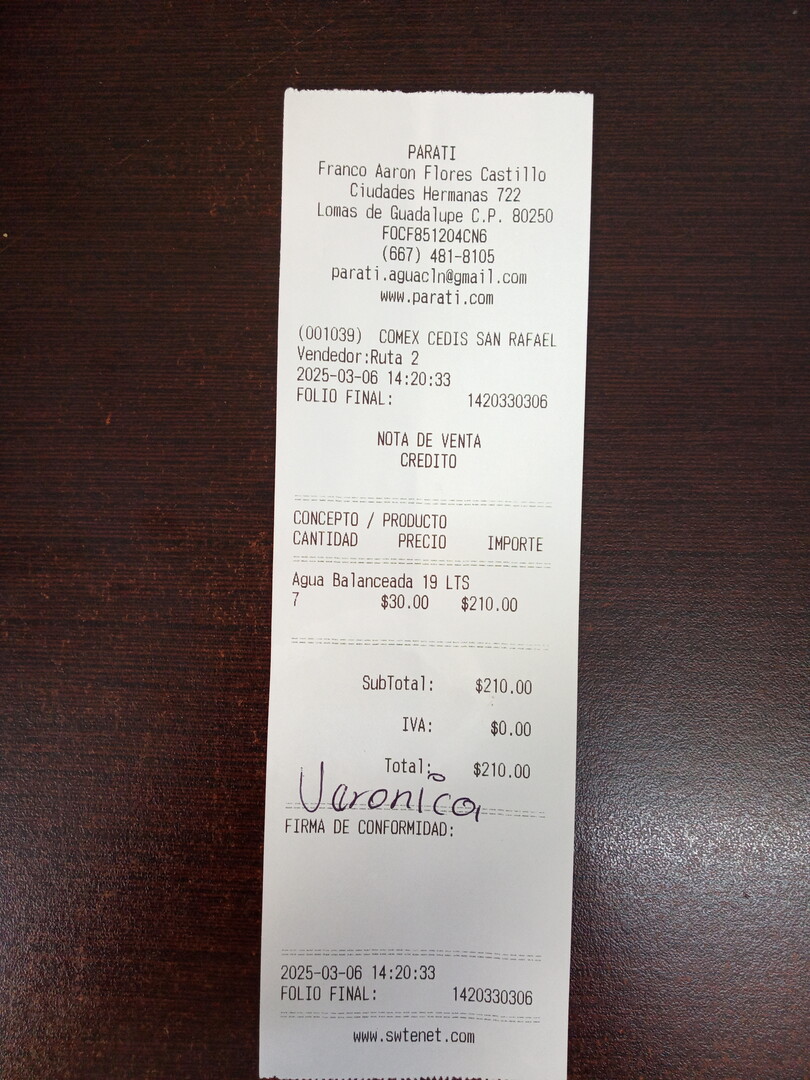 PARATI
Franco Aaron Flores Castillo
Ciudades Hermanas 722
Lomas de Guadalupe C.P. 80250
FOCF851204CN6
(667) 481-8105
parati.aguacln@gmail.com
www.parati.com
(001039) COMEX CEDIS SAN RAFAEL
Vendedor:Ruta 2
2025-03-06 14:20:33
FOLIO FINAL: 1420330306
NOTA DE VENTA
CREDITO
CONCEPTO / PRODUCTO
CANTIDAD PRECIO IMPORTE
Agua Balanceada 19 LTS
7 $30.00 $210.00
SubTotal: $210.00
IVA: $0.00
Total: $210.00
Veronica
FIRMA DE CONFORMIDAD:
2025-03-06 14:20:33
FOLIO FINAL: 1420330306
www.swtenet.com